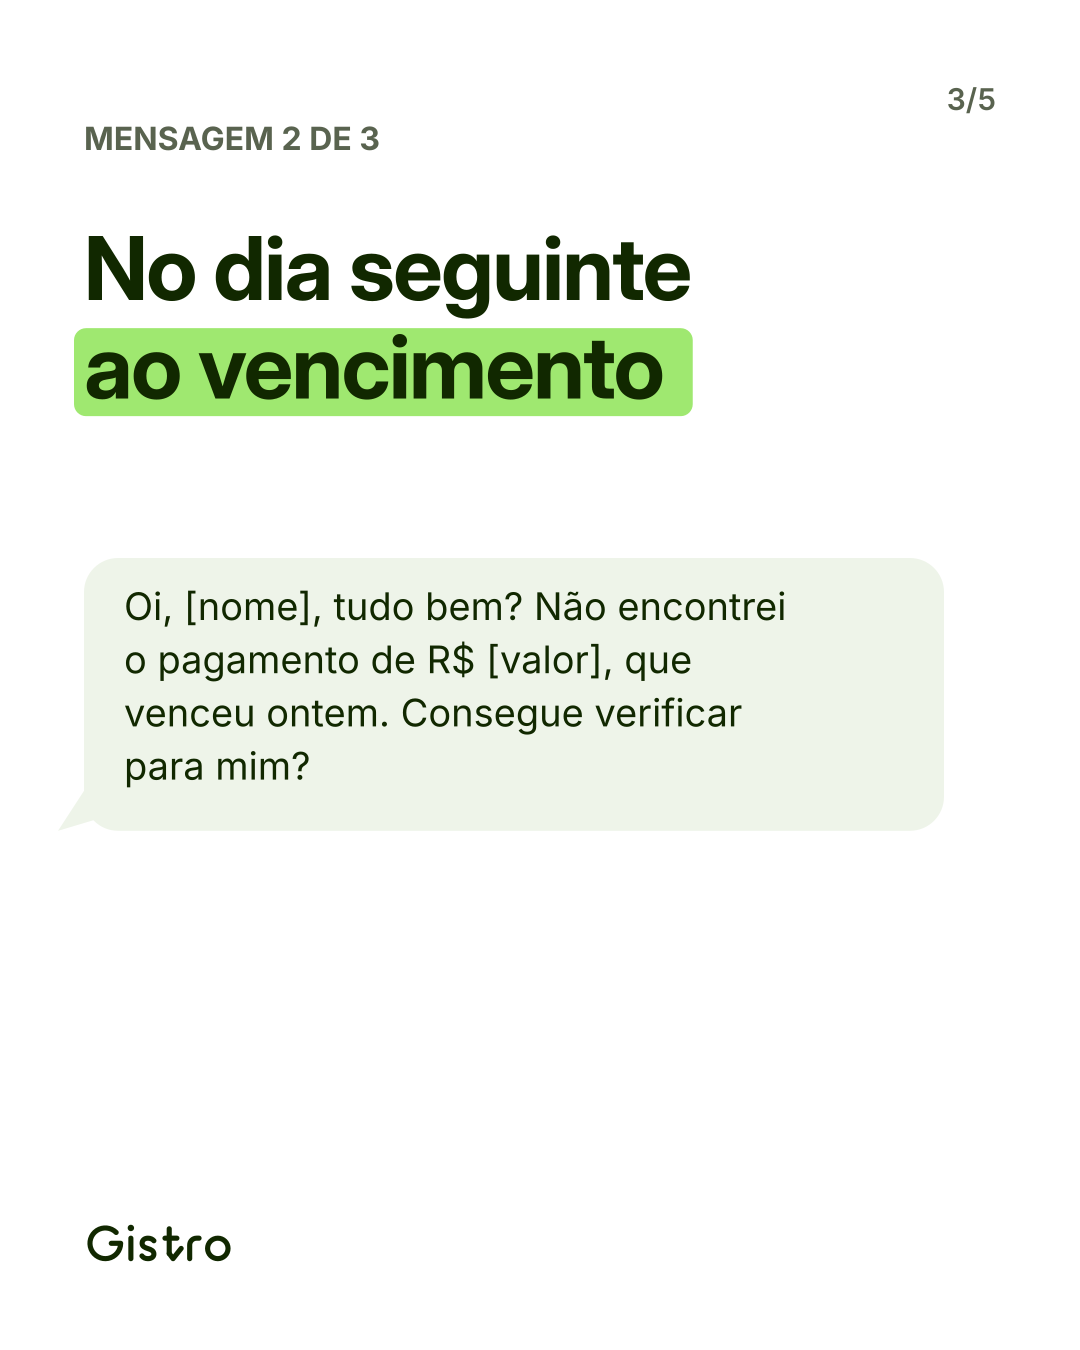 3/5
MENSAGEM 2 DE 3
No dia seguinte
ao vencimento
Oi, [nome], tudo bem? Não encontrei
o pagamento de R$ [valor], que
venceu ontem. Consegue verificar
para mim?
Gistro